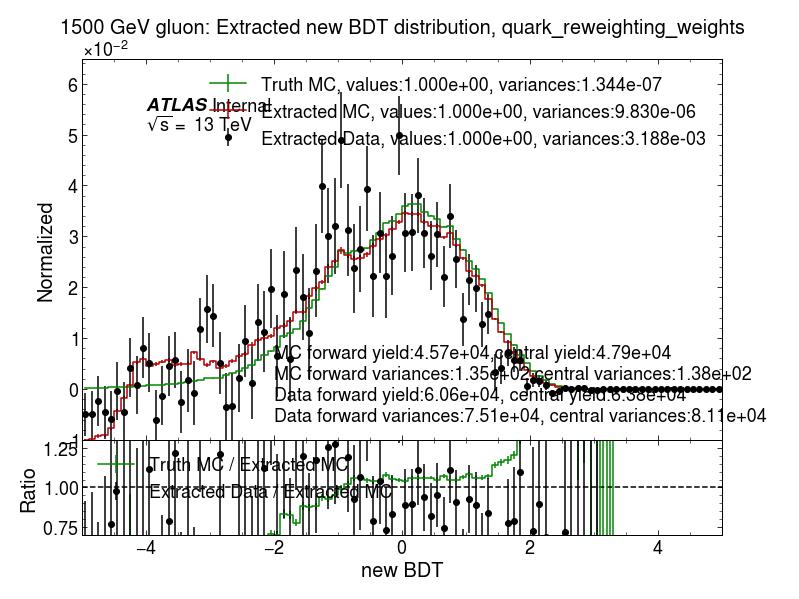 1500 GeV gluon: Extracted new BDT distribution, quark_reweighting_weights
×10⁻²
Truth MC, values:1.000e+00, variances:1.344e-07
ATLAS Internal
Extracted MC, values:1.000e+00, variances:9.830e-06
√s = 13 TeV
Extracted Data, values:1.000e+00, variances:3.188e-03
6
5
4
3
2
1
0
−1
Normalized
MC forward yield:4.57e+04,central yield:4.79e+04
MC forward variances:1.35e+02,central variances:1.38e+02
Data forward yield:6.06e+04, central yield:6.38e+04
Data forward variances:7.51e+04, central variances:8.11e+04
1.25
1.00
0.75
Ratio
Truth MC / Extracted MC
Extracted Data / Extracted MC
−4 −2 0 2 4
new BDT